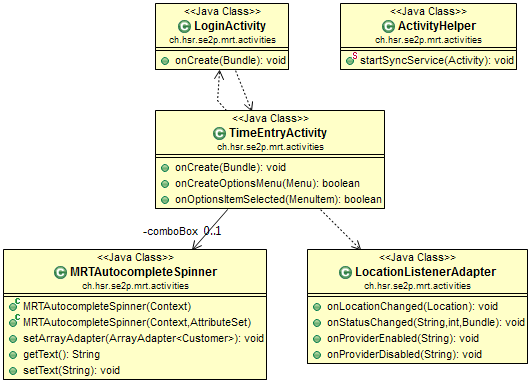 <<Java Class>>
LoginActivity
ch.hsr.se2p.mrt.activities
onCreate(Bundle): void
<<Java Class>>
ActivityHelper
ch.hsr.se2p.mrt.activities
startSyncService(Activity): void
<<Java Class>>
TimeEntryActivity
ch.hsr.se2p.mrt.activities
onCreate(Bundle): void
onCreateOptionsMenu(Menu): boolean
onOptionsItemSelected(MenuItem): boolean
-comboBox 0..1
<<Java Class>>
MRTAutocompleteSpinner
ch.hsr.se2p.mrt.activities
MRTAutocompleteSpinner(Context)
MRTAutocompleteSpinner(Context,AttributeSet)
setArrayAdapter(ArrayAdapter<Customer>): void
getText(): String
setText(String): void
<<Java Class>>
LocationListenerAdapter
ch.hsr.se2p.mrt.activities
onLocationChanged(Location): void
onStatusChanged(String,int,Bundle): void
onProviderEnabled(String): void
onProviderDisabled(String): void